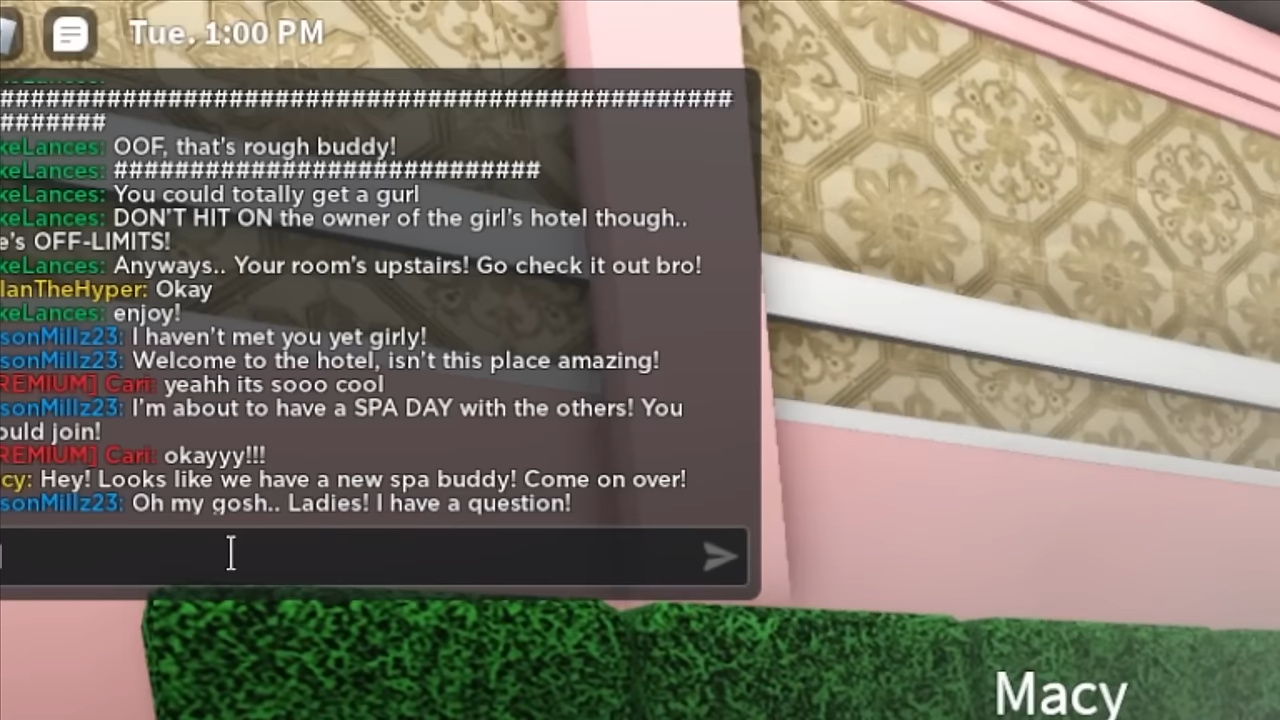 Tue. 1:00 PM
################################################
#######
keLances: OOF, that's rough buddy!
keLances: ############################
keLances: You could totally get a gurl
keLances: DON'T HIT ON the owner of the girl's hotel though..
e's OFF-LIMITS!
keLances: Anyways.. Your room's upstairs! Go check it out bro!
lanTheHyper: Okay
keLances: enjoy!
sonMillz23: I haven't met you yet girly!
sonMillz23: Welcome to the hotel, isn't this place amazing!
REMIUM] Cari: yeahh its sooo cool
sonMillz23: I'm about to have a SPA DAY with the others! You
ould join!
REMIUM] Cari: okayyy!!!
cy: Hey! Looks like we have a new spa buddy! Come on over!
sonMillz23: Oh my gosh.. Ladies! I have a question!
Macy